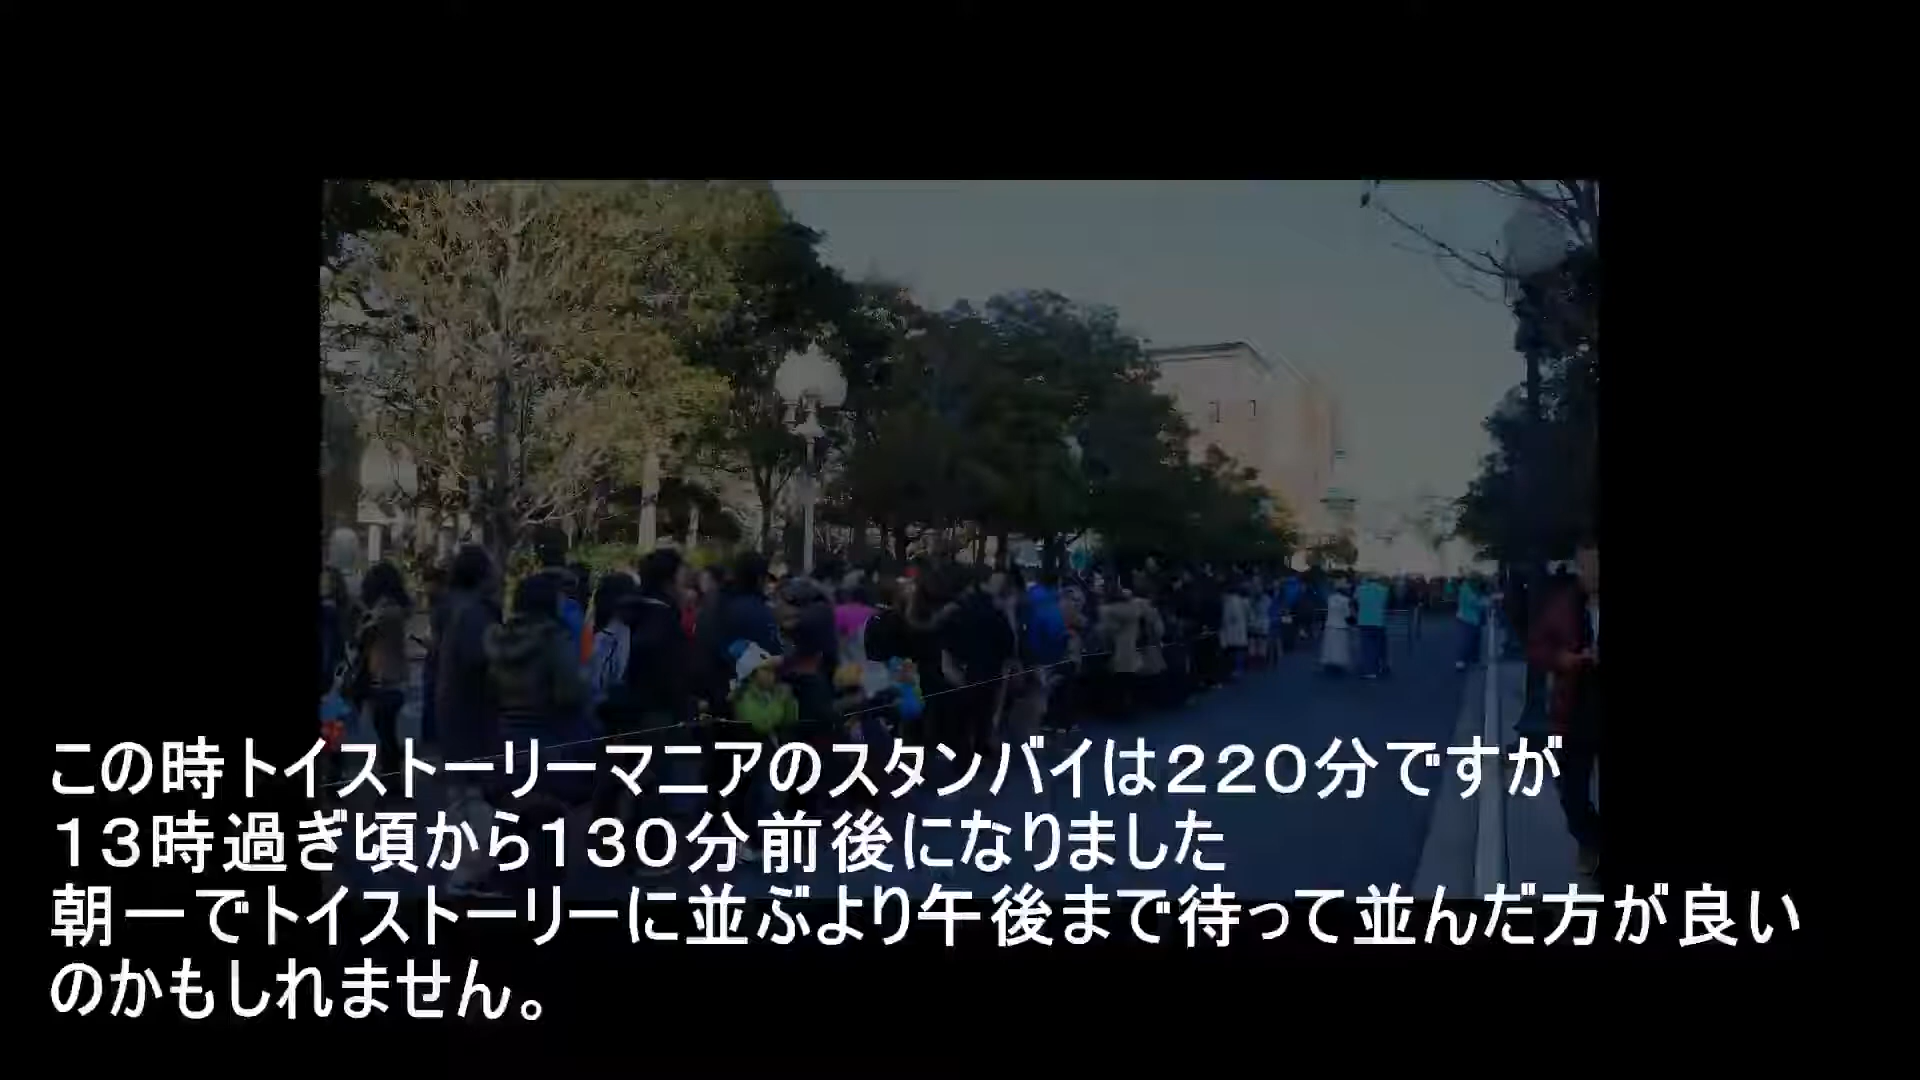 この時トイストーリーマニアのスタンバイは２２０分ですが
１３時過ぎ頃から１３０分前後になりました
朝一でトイストーリーに並ぶより午後まで待って並んだ方が良い
のかもしれません。